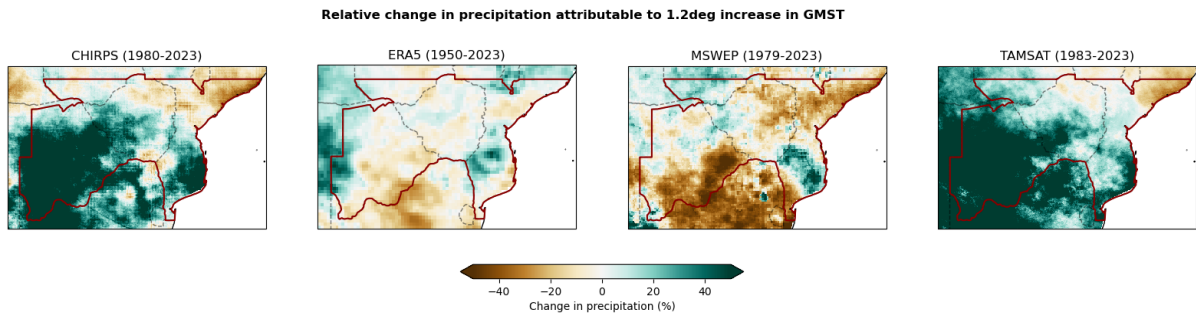 Relative change in precipitation attributable to 1.2deg increase in GMST
CHIRPS (1980-2023)
ERA5 (1950-2023)
MSWEP (1979-2023)
TAMSAT (1983-2023)
−40 −20 0 20 40
Change in precipitation (%)